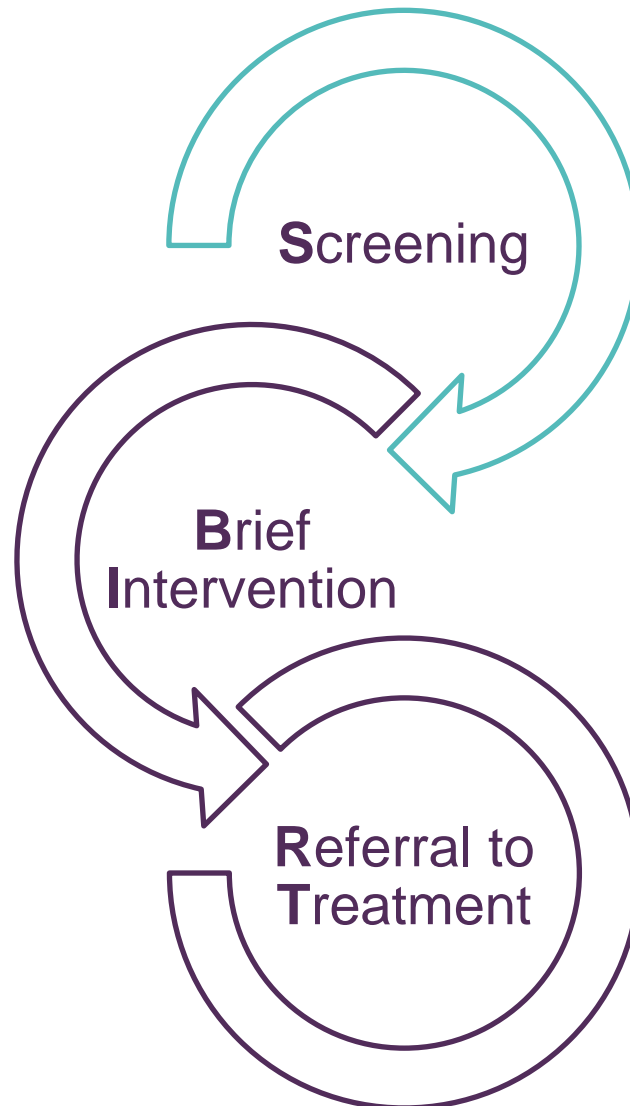 Screening
Brief
Intervention
Referral to
Treatment